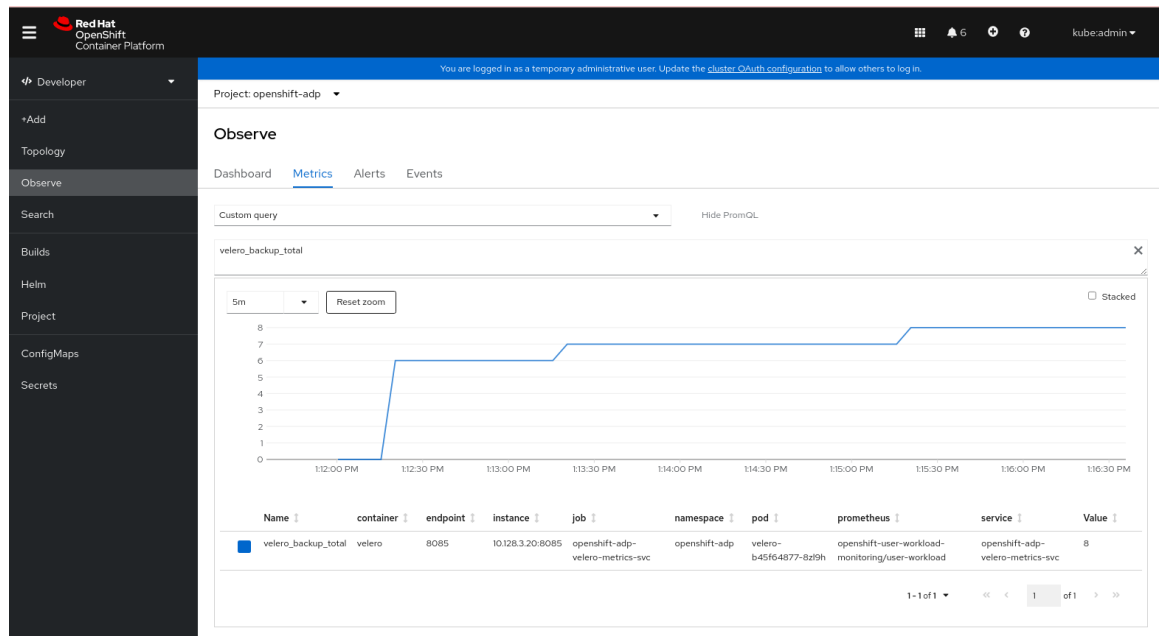 Red Hat
OpenShift
Container Platform
6
kube:admin
You are logged in as a temporary administrative user. Update the cluster OAuth configuration to allow others to log in.
Developer
+Add
Topology
Observe
Search
Builds
Helm
Project
ConfigMaps
Secrets
Project: openshift-adp
Observe
Dashboard Metrics Alerts Events
Custom query Hide PromQL
velero_backup_total
5m Reset zoom Stacked
8
7
6
5
4
3
2
1
0
1:12:00 PM 1:12:30 PM 1:13:00 PM 1:13:30 PM 1:14:00 PM 1:14:30 PM 1:15:00 PM 1:15:30 PM 1:16:00 PM 1:16:30 PM
Name container endpoint instance job namespace pod prometheus service Value
velero_backup_total velero 8085 10.128.3.20:8085 openshift-adp- openshift-adp velero- openshift-user-workload- openshift-adp- 8
velero-metrics-svc b45f64877-8zl9h monitoring/user-workload velero-metrics-svc
1 - 1 of 1 1 of 1